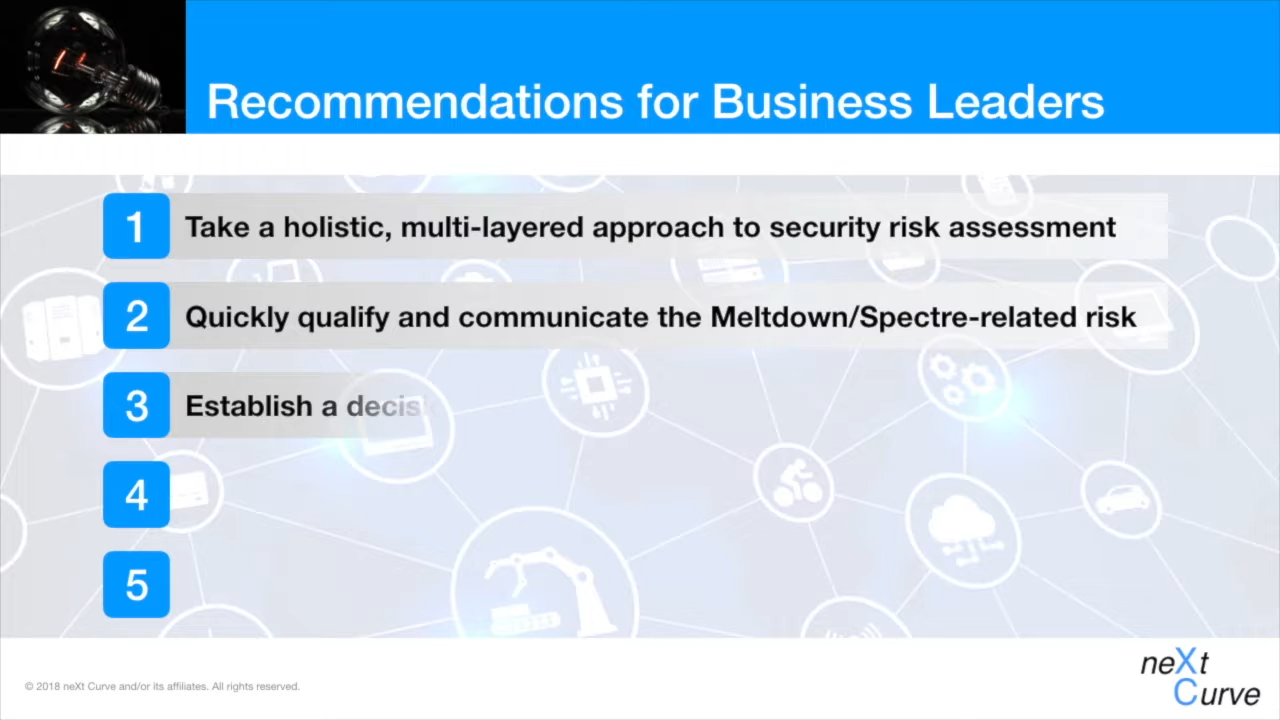 Recommendations for Business Leaders
1 Take a holistic, multi-layered approach to security risk assessment
2 Quickly qualify and communicate the Meltdown/Spectre-related risk
3 Establish a decis
4
5
© 2018 neXt Curve and/or its affiliates. All rights reserved.
neXt
Curve